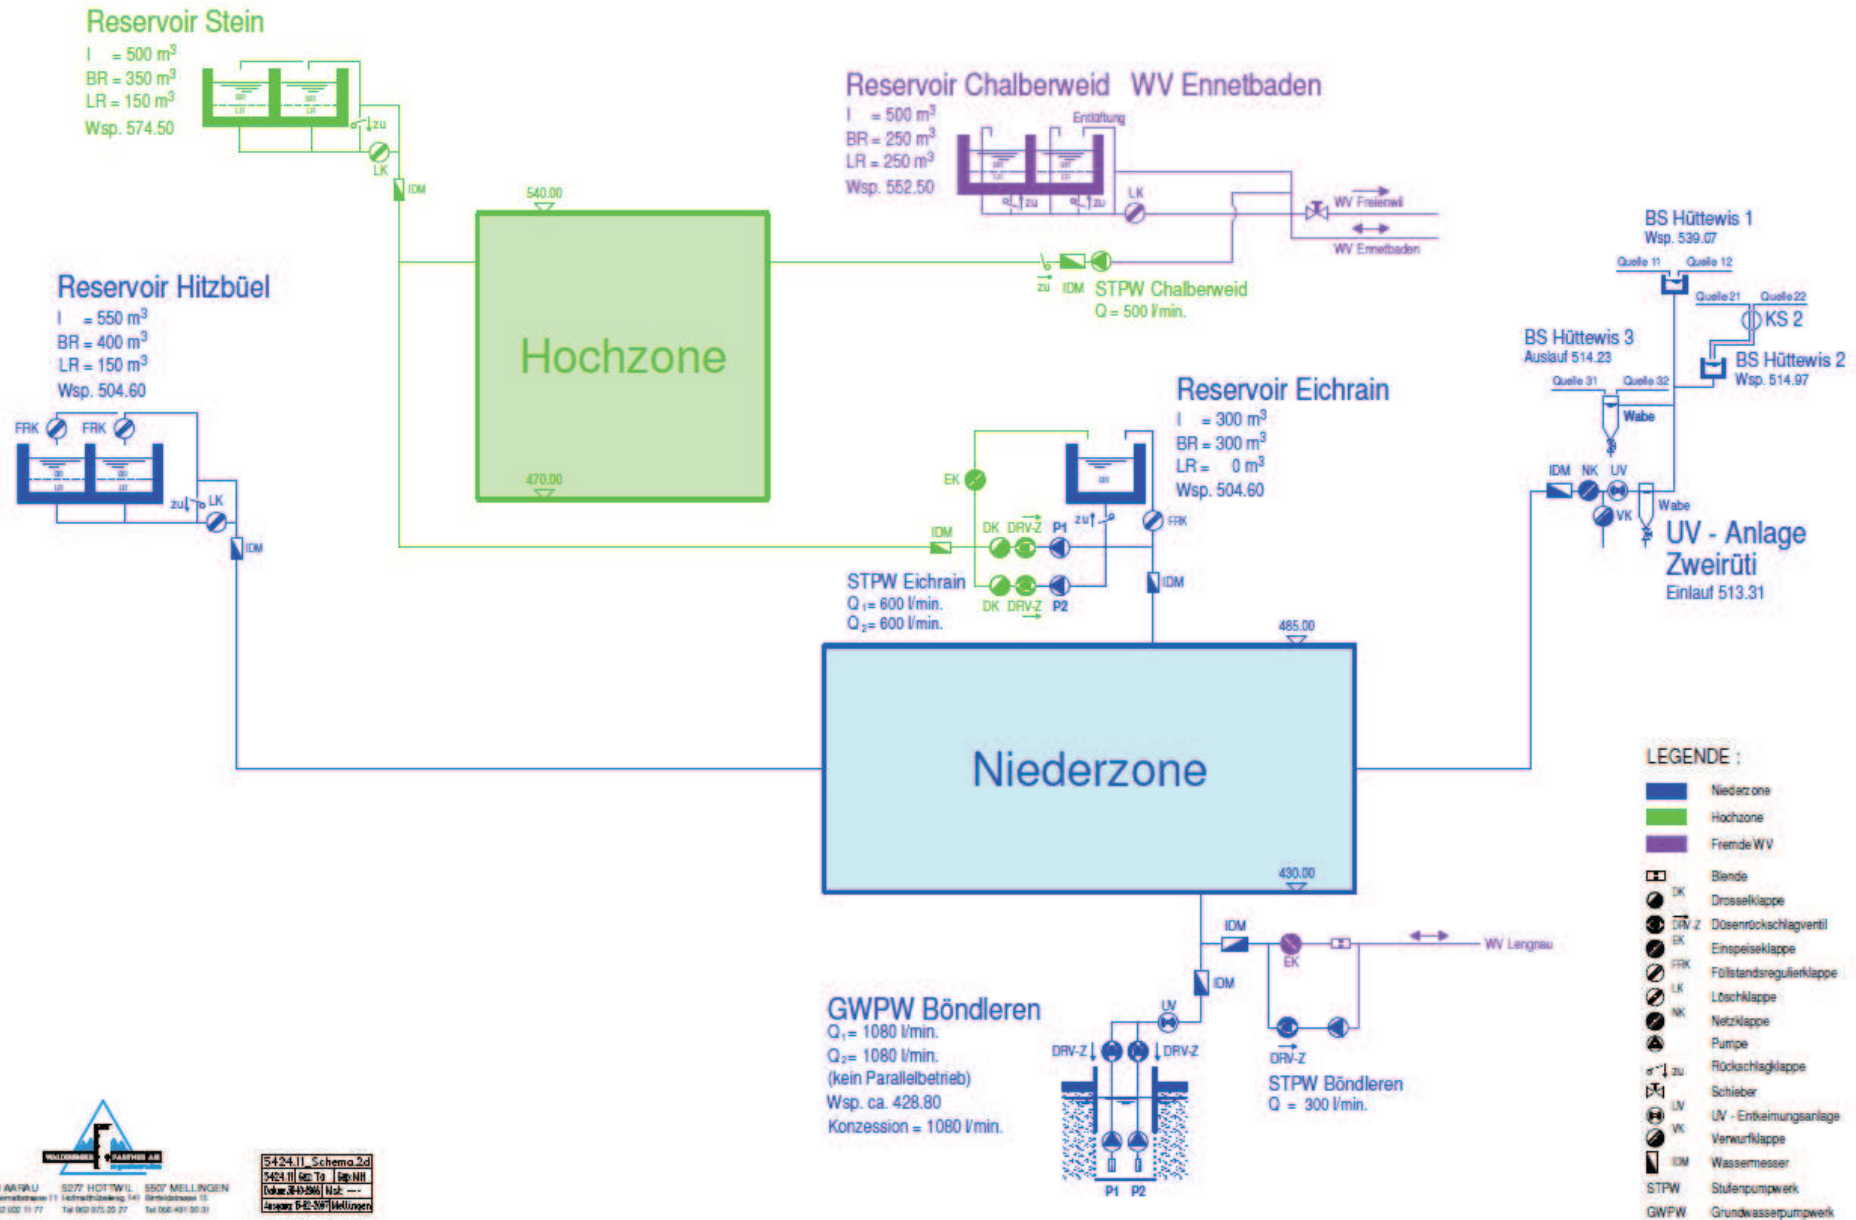 Reservoir Stein
I = 500 m³
BR = 350 m³
LR = 150 m³
Wsp. 574.50
zu
LK
IDM
Reservoir Chalberweid WV Ennetbaden
I = 500 m³
BR = 250 m³
LR = 250 m³
Wsp. 552.50
Entlüftung
zu
zu
LK
WV Freienwil
WV Ennetbaden
540.00
Hochzone
470.00
zu
IDM
STPW Chalberweid
Q = 500 l/min.
BS Hüttewis 1
Wsp. 539.07
Quelle 11
Quelle 12
Quelle 21
Quelle 22
KS 2
BS Hüttewis 3
Auslauf 514.23
BS Hüttewis 2
Wsp. 514.97
Quelle 31
Quelle 32
Wabe
IDM
NK
UV
Wabe
VK
UV - Anlage
Zweirüti
Einlauf 513.31
Reservoir Hitzbüel
I = 550 m³
BR = 400 m³
LR = 150 m³
Wsp. 504.60
FRK
FRK
zu
LK
IDM
Reservoir Eichrain
I = 300 m³
BR = 300 m³
LR = 0 m³
Wsp. 504.60
EK
zu
FRK
IDM
DK
DRV-Z
P1
STPW Eichrain
Q₁= 600 l/min.
Q₂= 600 l/min.
DK
DRV-Z
P2
IDM
485.00
Niederzone
430.00
IDM
EK
WV Lengnau
IDM
GWPW Böndleren
Q₁= 1080 l/min.
Q₂= 1080 l/min.
(kein Parallelbetrieb)
Wsp. ca. 428.80
Konzession = 1080 l/min.
UV
DRV-Z
DRV-Z
P1
P2
DRV-Z
STPW Böndleren
Q = 300 l/min.
LEGENDE :
Niederzone
Hochzone
Fremde WV
Blende
DK Drosselklappe
DRV-Z Düsenrückschlagventil
EK Einspeiseklappe
FRK Füllstandsregulierklappe
LK Löschklappe
NK Netzklappe
Pumpe
zu Rückschlagklappe
Schieber
UV UV - Entkeimungsanlage
VK Verwurfklappe
IDM Wassermesser
STPW Stufenpumpwerk
GWPW Grundwasserpumpwerk
AARAU 5277 HOTTWIL 5507 MELLINGEN
5424.11_Schema.2d
5424.11
Mellingen